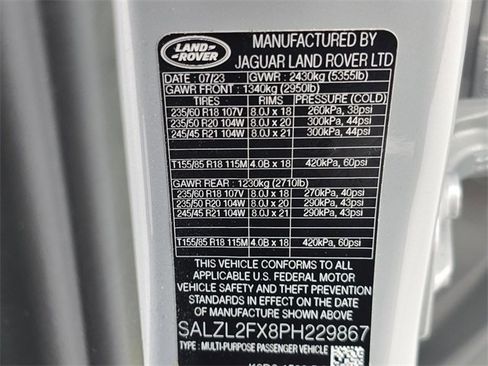 LAND-
ROVER
MANUFACTURED BY
JAGUAR LAND ROVER LTD
DATE : 07/23 GVWR : 2430kg (5355lb)
GAWR FRONT : 1340kg (2950lb)
TIRES RIMS PRESSURE (COLD)
235/60 R18 107V 8.0J x 18 260kPa, 38psi
235/50 R20 104W 8.0J x 20 300kPa, 44psi
245/45 R21 104W 8.0J x 21 300kPa, 44psi
T155/85 R18 115M 4.0B x 18 420kPa, 60psi
GAWR REAR : 1230kg (2710lb)
235/60 R18 107V 8.0J x 18 270kPa, 40psi
235/50 R20 104W 8.0J x 20 290kPa, 43psi
245/45 R21 104W 8.0J x 21 290kPa, 43psi
T155/85 R18 115M 4.0B x 18 420kPa, 60psi
THIS VEHICLE CONFORMS TO ALL
APPLICABLE U.S. FEDERAL MOTOR
VEHICLE SAFETY AND THEFT
PREVENTION STANDARDS IN EFFECT ON
THE DATE OF MANUFACTURE SHOWN
ABOVE
SALZL2FX8PH229867
TYPE : MULTI-PURPOSE PASSENGER VEHICLE